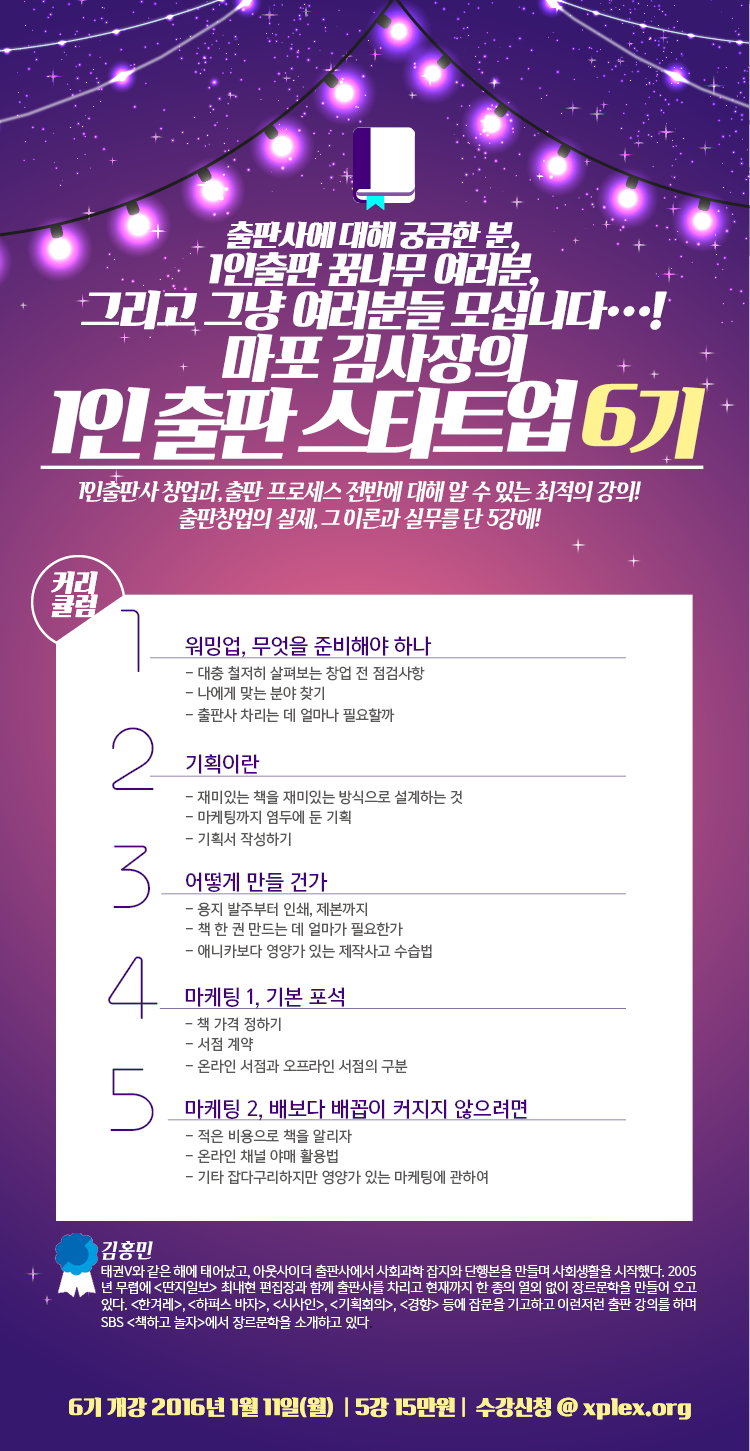 출판사에 대해 궁금한 분,
1인출판 꿈나무 여러분,
그리고 그냥 여러분들 모십니다…!
마포 김사장의
1인 출판 스타트업 6기
1인출판사 창업과, 출판 프로세스 전반에 대해 알 수 있는 최적의 강의!
출판창업의 실제, 그 이론과 실무를 단 5강에!
커리
큘럼
1
워밍업, 무엇을 준비해야 하나
- 대충 철저히 살펴보는 창업 전 점검사항
- 나에게 맞는 분야 찾기
- 출판사 차리는 데 얼마나 필요할까
2
기획이란
- 재미있는 책을 재미있는 방식으로 설계하는 것
- 마케팅까지 염두에 둔 기획
- 기획서 작성하기
3
어떻게 만들 건가
- 용지 발주부터 인쇄, 제본까지
- 책 한 권 만드는 데 얼마가 필요한가
- 애니카보다 영양가 있는 제작사고 수습법
4
마케팅 1, 기본 포석
- 책 가격 정하기
- 서점 계약
- 온라인 서점과 오프라인 서점의 구분
5
마케팅 2, 배보다 배꼽이 커지지 않으려면
- 적은 비용으로 책을 알리자
- 온라인 채널 야매 활용법
- 기타 잡다구리하지만 영양가 있는 마케팅에 관하여
김홍민
태권V와 같은 해에 태어났고, 아웃사이더 출판사에서 사회과학 잡지와 단행본을 만들며 사회생활을 시작했다. 2005
년 무렵에 <딴지일보> 최내현 편집장과 함께 출판사를 차리고 현재까지 한 종의 열외 없이 장르문학을 만들어 오고
있다. <한겨레>, <하퍼스 바자>, <시사인>, <기획회의>, <경향> 등에 잡문을 기고하고 이런저런 출판 강의를 하며
SBS <책하고 놀자>에서 장르문학을 소개하고 있다
6기 개강 2016년 1월 11일(월) | 5강 15만원 | 수강신청 @ xplex.org